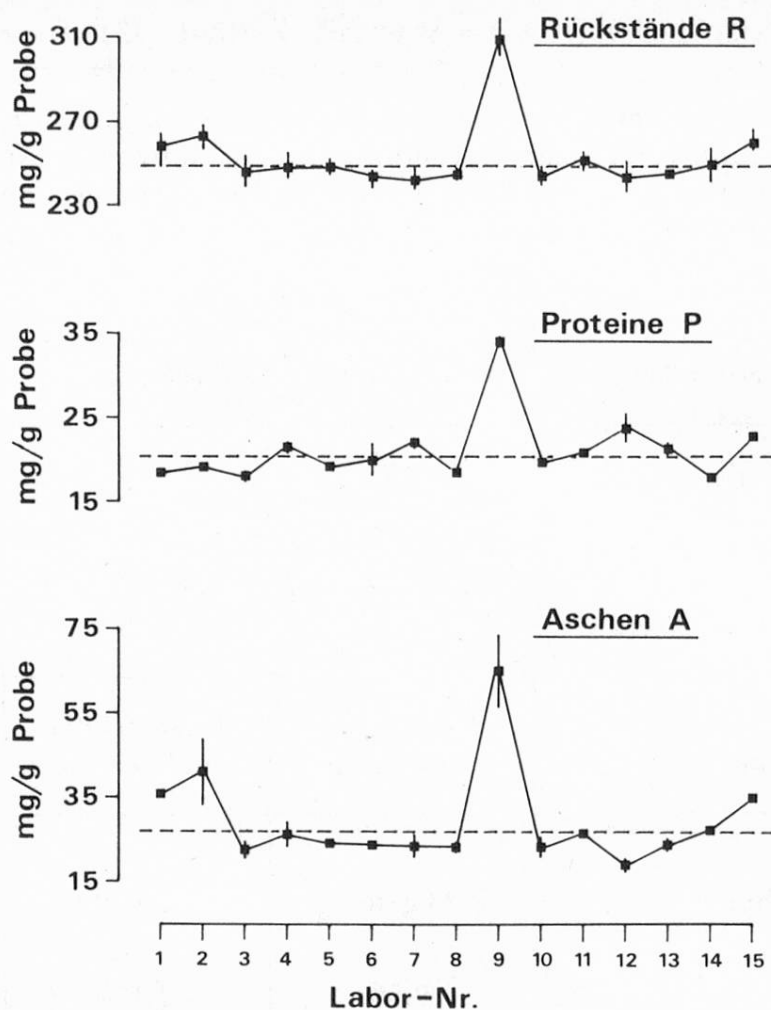 Rückstände R
mg/g Probe
310
270
230
Proteine P
mg/g Probe
35
25
15
Aschen A
mg/g Probe
75
55
35
15
1 2 3 4 5 6 7 8 9 10 11 12 13 14 15
Labor-Nr.